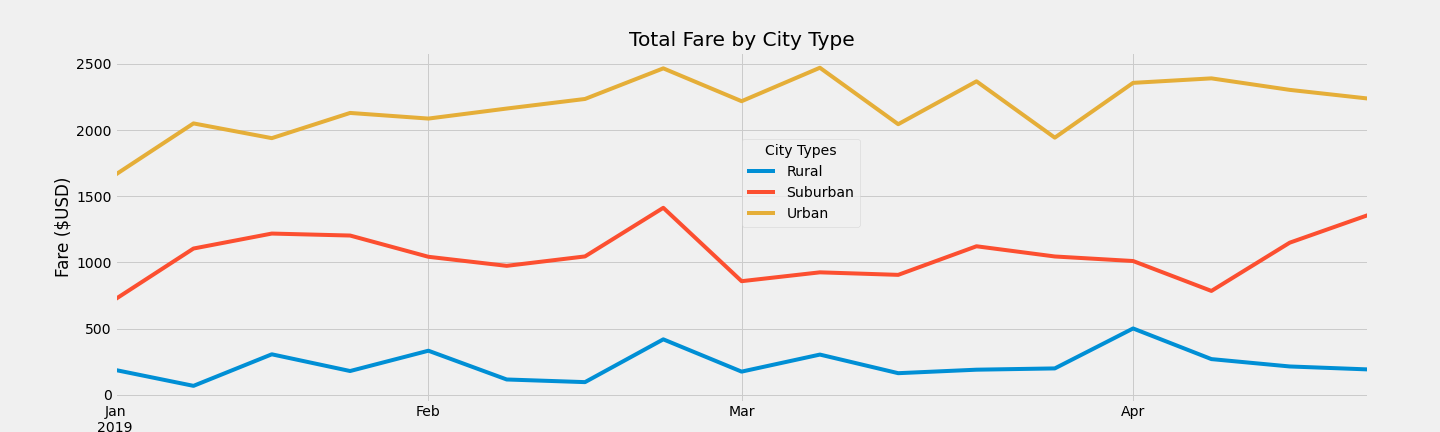 Total Fare by City Type
Fare ($USD)
2500
2000
1500
1000
500
0
City Types
Rural
Suburban
Urban
Jan
2019
Feb
Mar
Apr